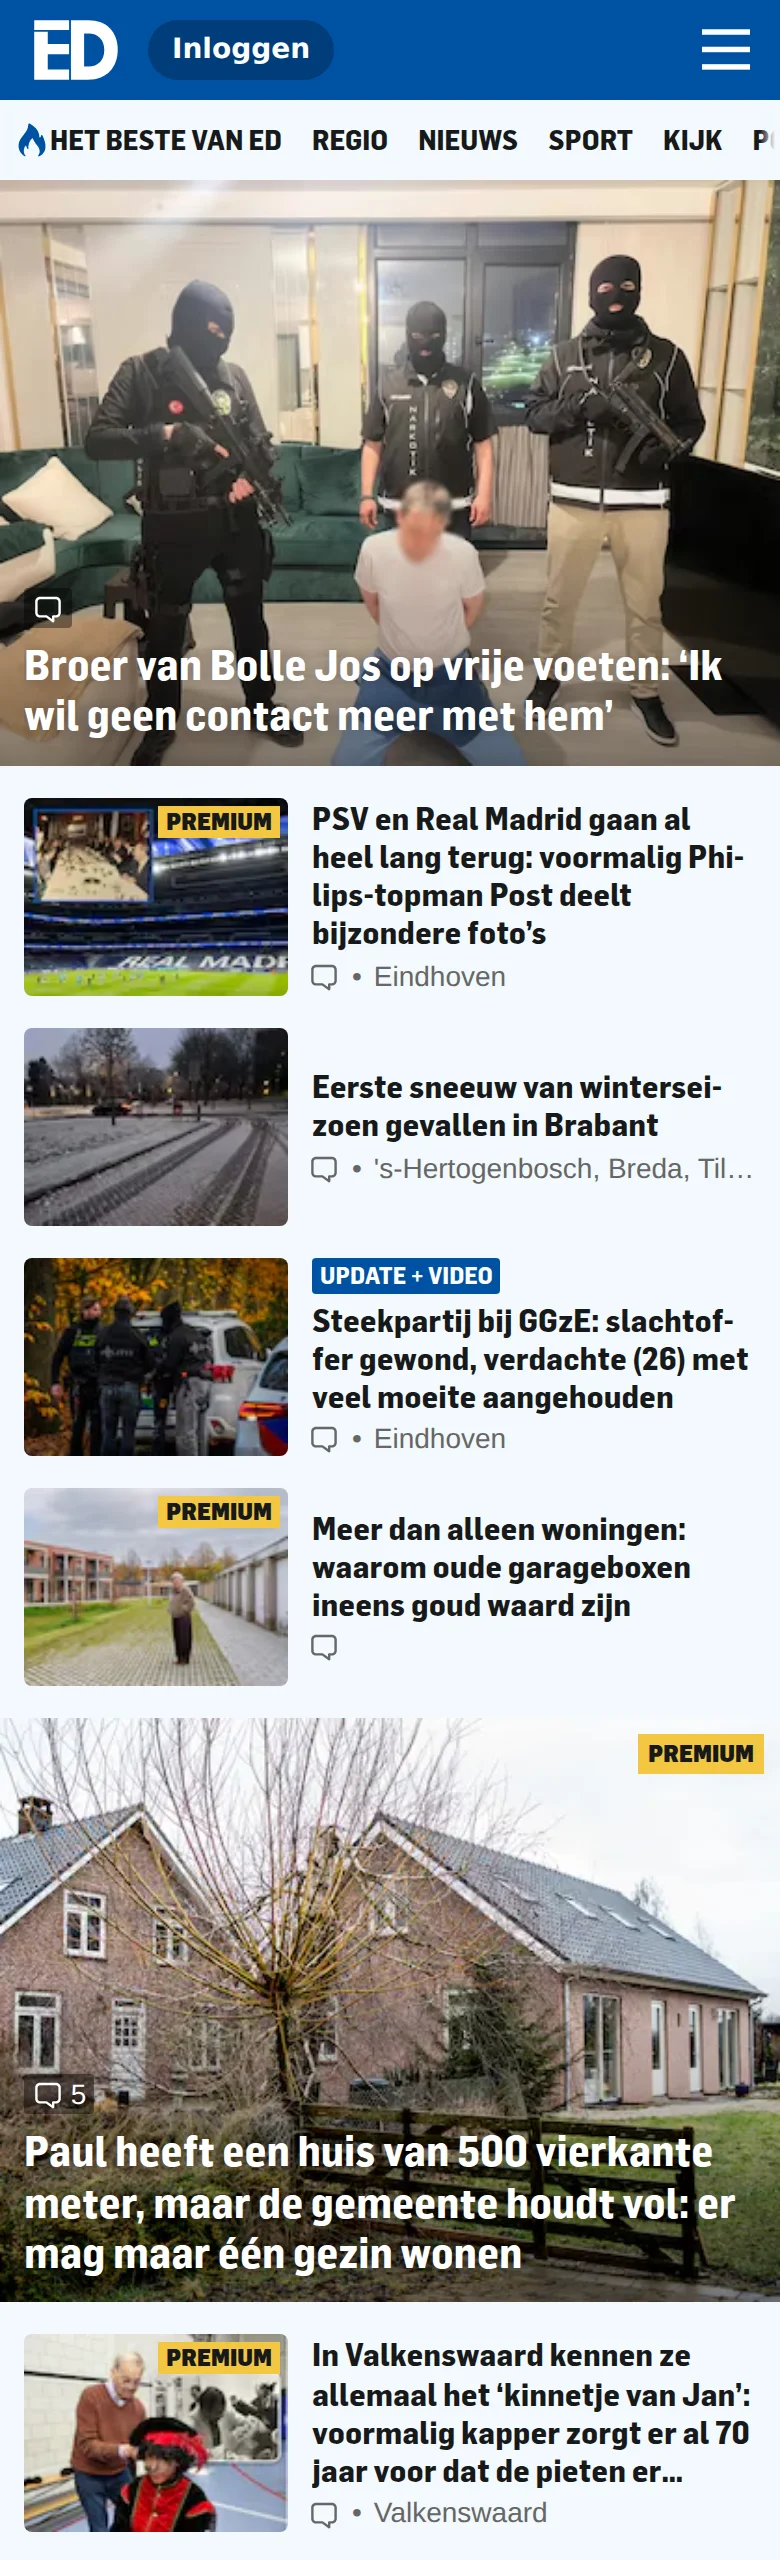 ED
Inloggen
HET BESTE VAN ED
REGIO
NIEUWS
SPORT
KIJK
NARKOTIK
Broer van Bolle Jos op vrije voeten: ‘Ik
wil geen contact meer met hem’
PREMIUM
REAL MADR
PSV en Real Madrid gaan al
heel lang terug: voormalig Phi-
lips-topman Post deelt
bijzondere foto’s
• Eindhoven
Eerste sneeuw van wintersei-
zoen gevallen in Brabant
• 's-Hertogenbosch, Breda, Til…
UPDATE + VIDEO
Steekpartij bij GGzE: slachtof-
fer gewond, verdachte (26) met
veel moeite aangehouden
• Eindhoven
PREMIUM
Meer dan alleen woningen:
waarom oude garageboxen
ineens goud waard zijn
PREMIUM
5
Paul heeft een huis van 500 vierkante
meter, maar de gemeente houdt vol: er
mag maar één gezin wonen
PREMIUM
In Valkenswaard kennen ze
allemaal het ‘kinnetje van Jan’:
voormalig kapper zorgt er al 70
jaar voor dat de pieten er...
• Valkenswaard